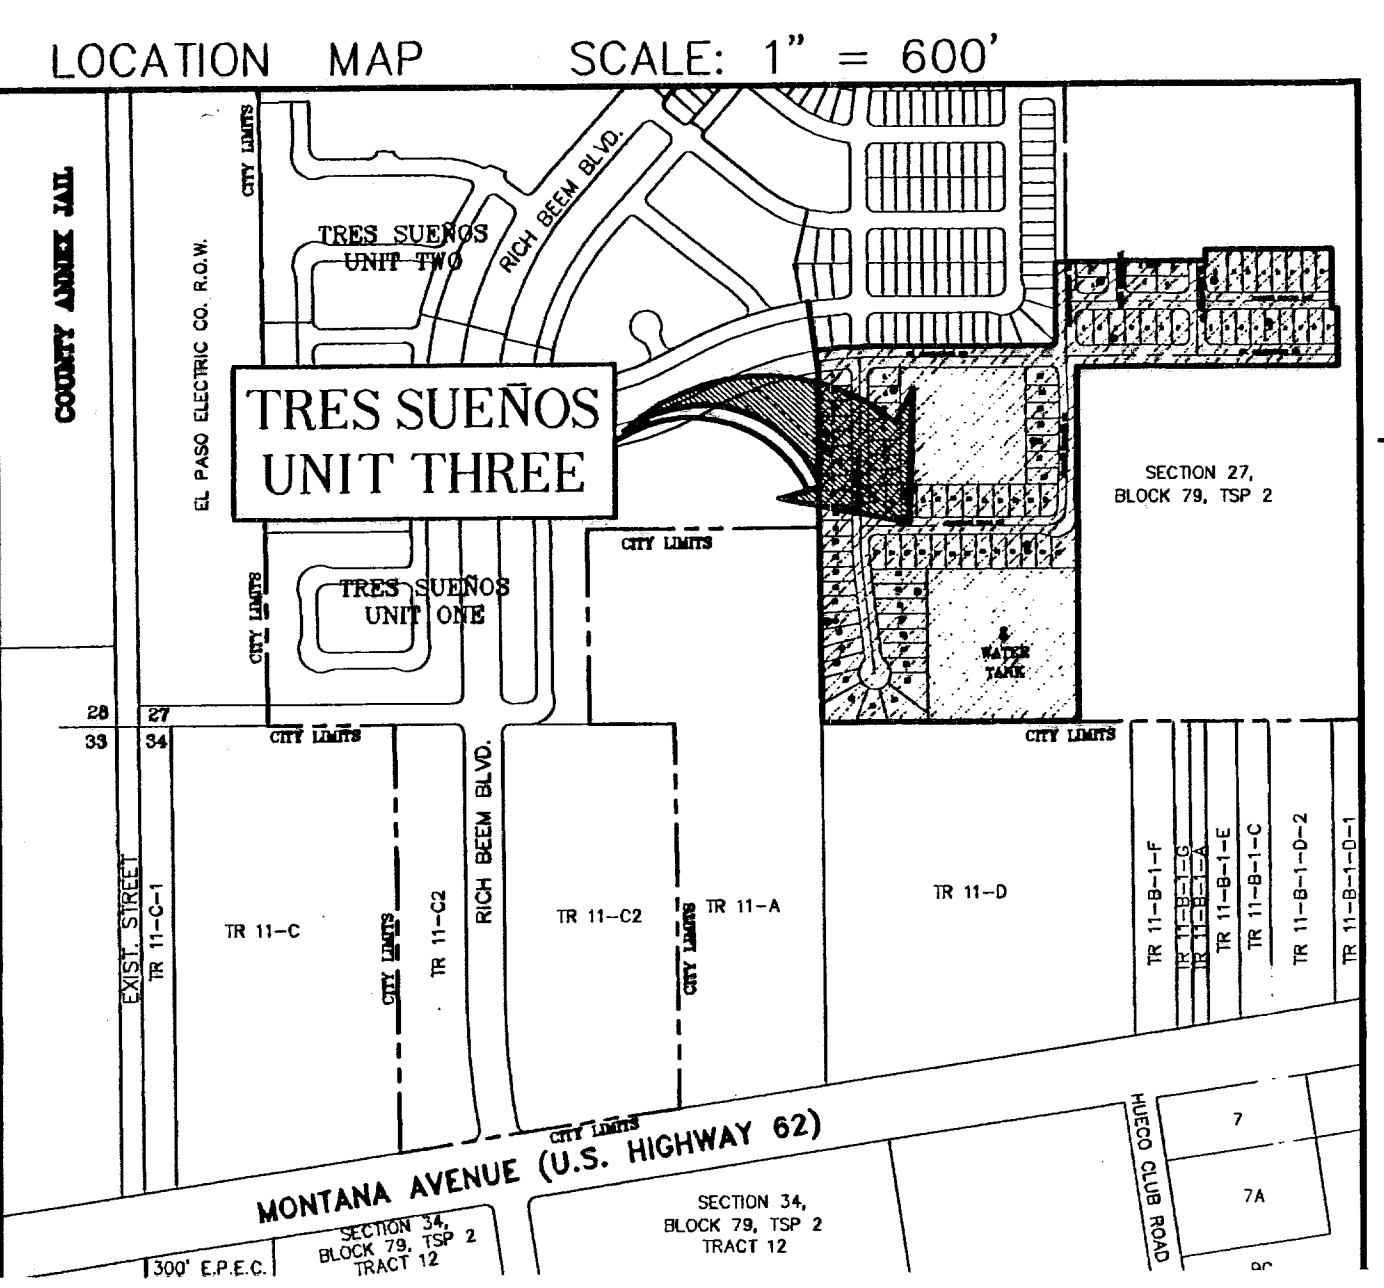 LOCATION MAP SCALE: 1" = 600'
CITY LIMITS
COUNTY ANNEX JAIL
EL PASO ELECTRIC CO. R.O.W.
RICH BEEM BLVD.
TRES SUEÑOS
UNIT TWO
TRES SUEÑOS
UNIT THREE
SECTION 27,
BLOCK 79, TSP 2
CITY LIMITS
CITY LIMITS
TRES SUEÑOS
UNIT ONE
WATER
TANK
28
27
33
34
CITY LIMITS
CITY LIMITS
RICH BEEM BLVD.
EXIST. STREET
TR 11-C-1
TR 11-C
CITY LIMITS
TR 11-C2
TR 11-C2
CITY LIMITS
TR 11-A
TR 11-D
TR 11-B-1-F
TR 11-B-1-G
TR 11-B-1-A
TR 11-B-1-E
TR 11-B-1-C
TR 11-B-1-D-2
TR 11-B-1-D-1
CITY LIMITS
MONTANA AVENUE (U.S. HIGHWAY 62)
HUECO CLUB ROAD
7
7A
SECTION 34,
BLOCK 79, TSP 2
TRACT 12
SECTION 34,
BLOCK 79, TSP 2
TRACT 12
300' E.P.E.C.